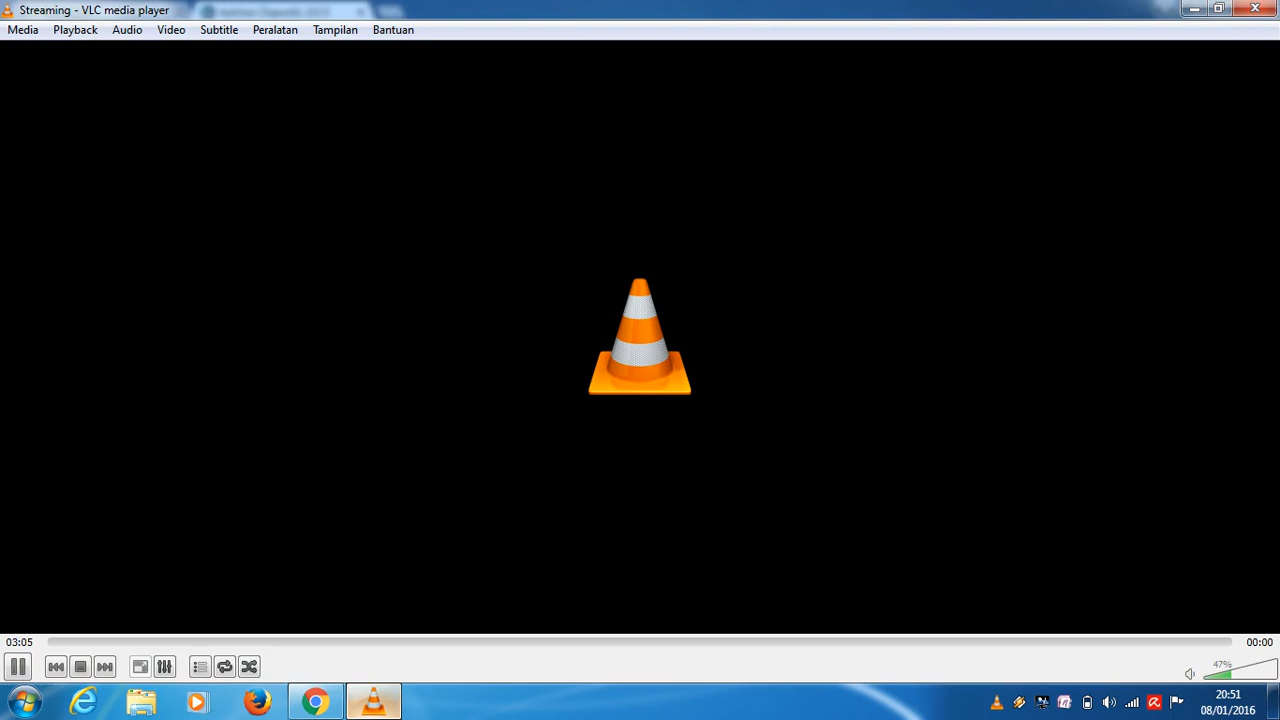 Streaming - VLC media player
Media Playback Audio Video Subtitle Peralatan Tampilan Bantuan
03:05 00:00
47%
20:51
08/01/2016